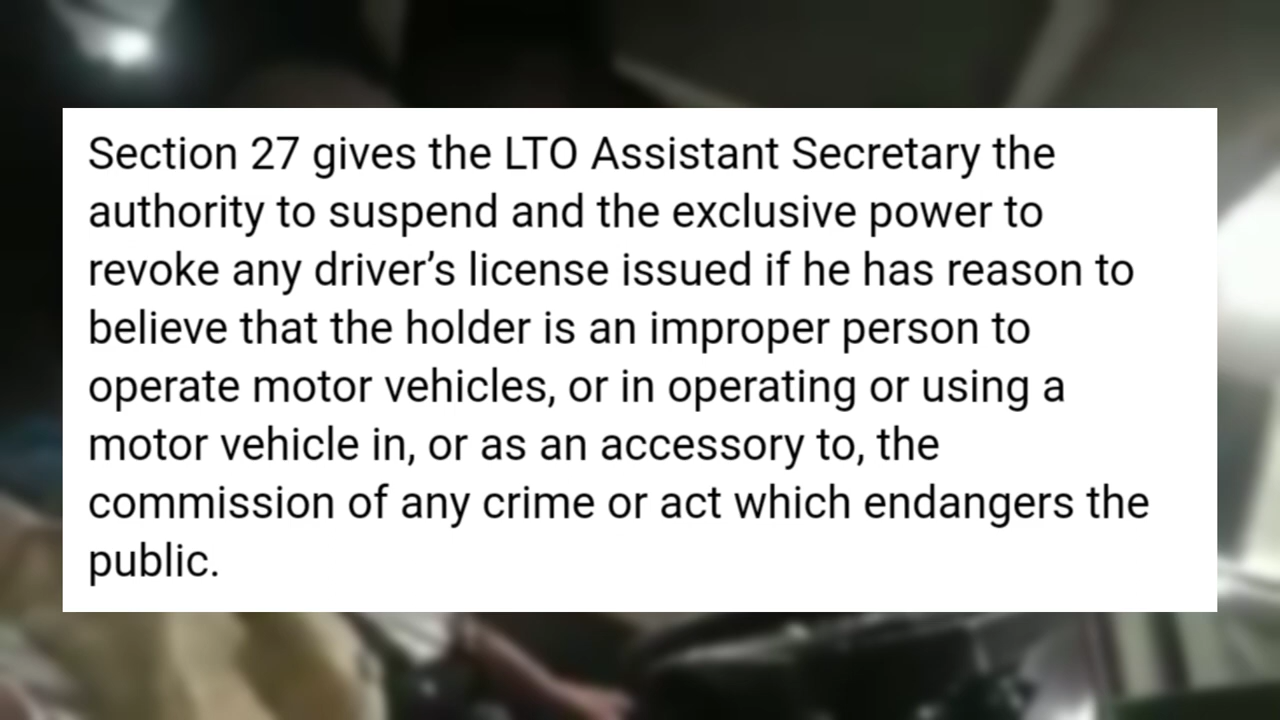 Section 27 gives the LTO Assistant Secretary the
authority to suspend and the exclusive power to
revoke any driver’s license issued if he has reason to
believe that the holder is an improper person to
operate motor vehicles, or in operating or using a
motor vehicle in, or as an accessory to, the
commission of any crime or act which endangers the
public.